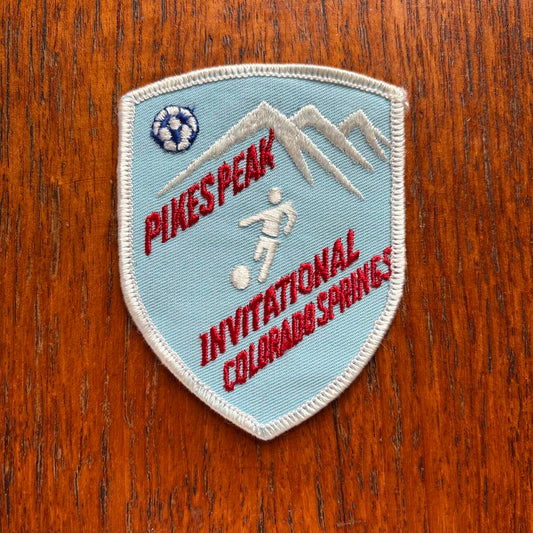 PIKES PEAK
INVITATIONAL
COLORADO SPRINGS